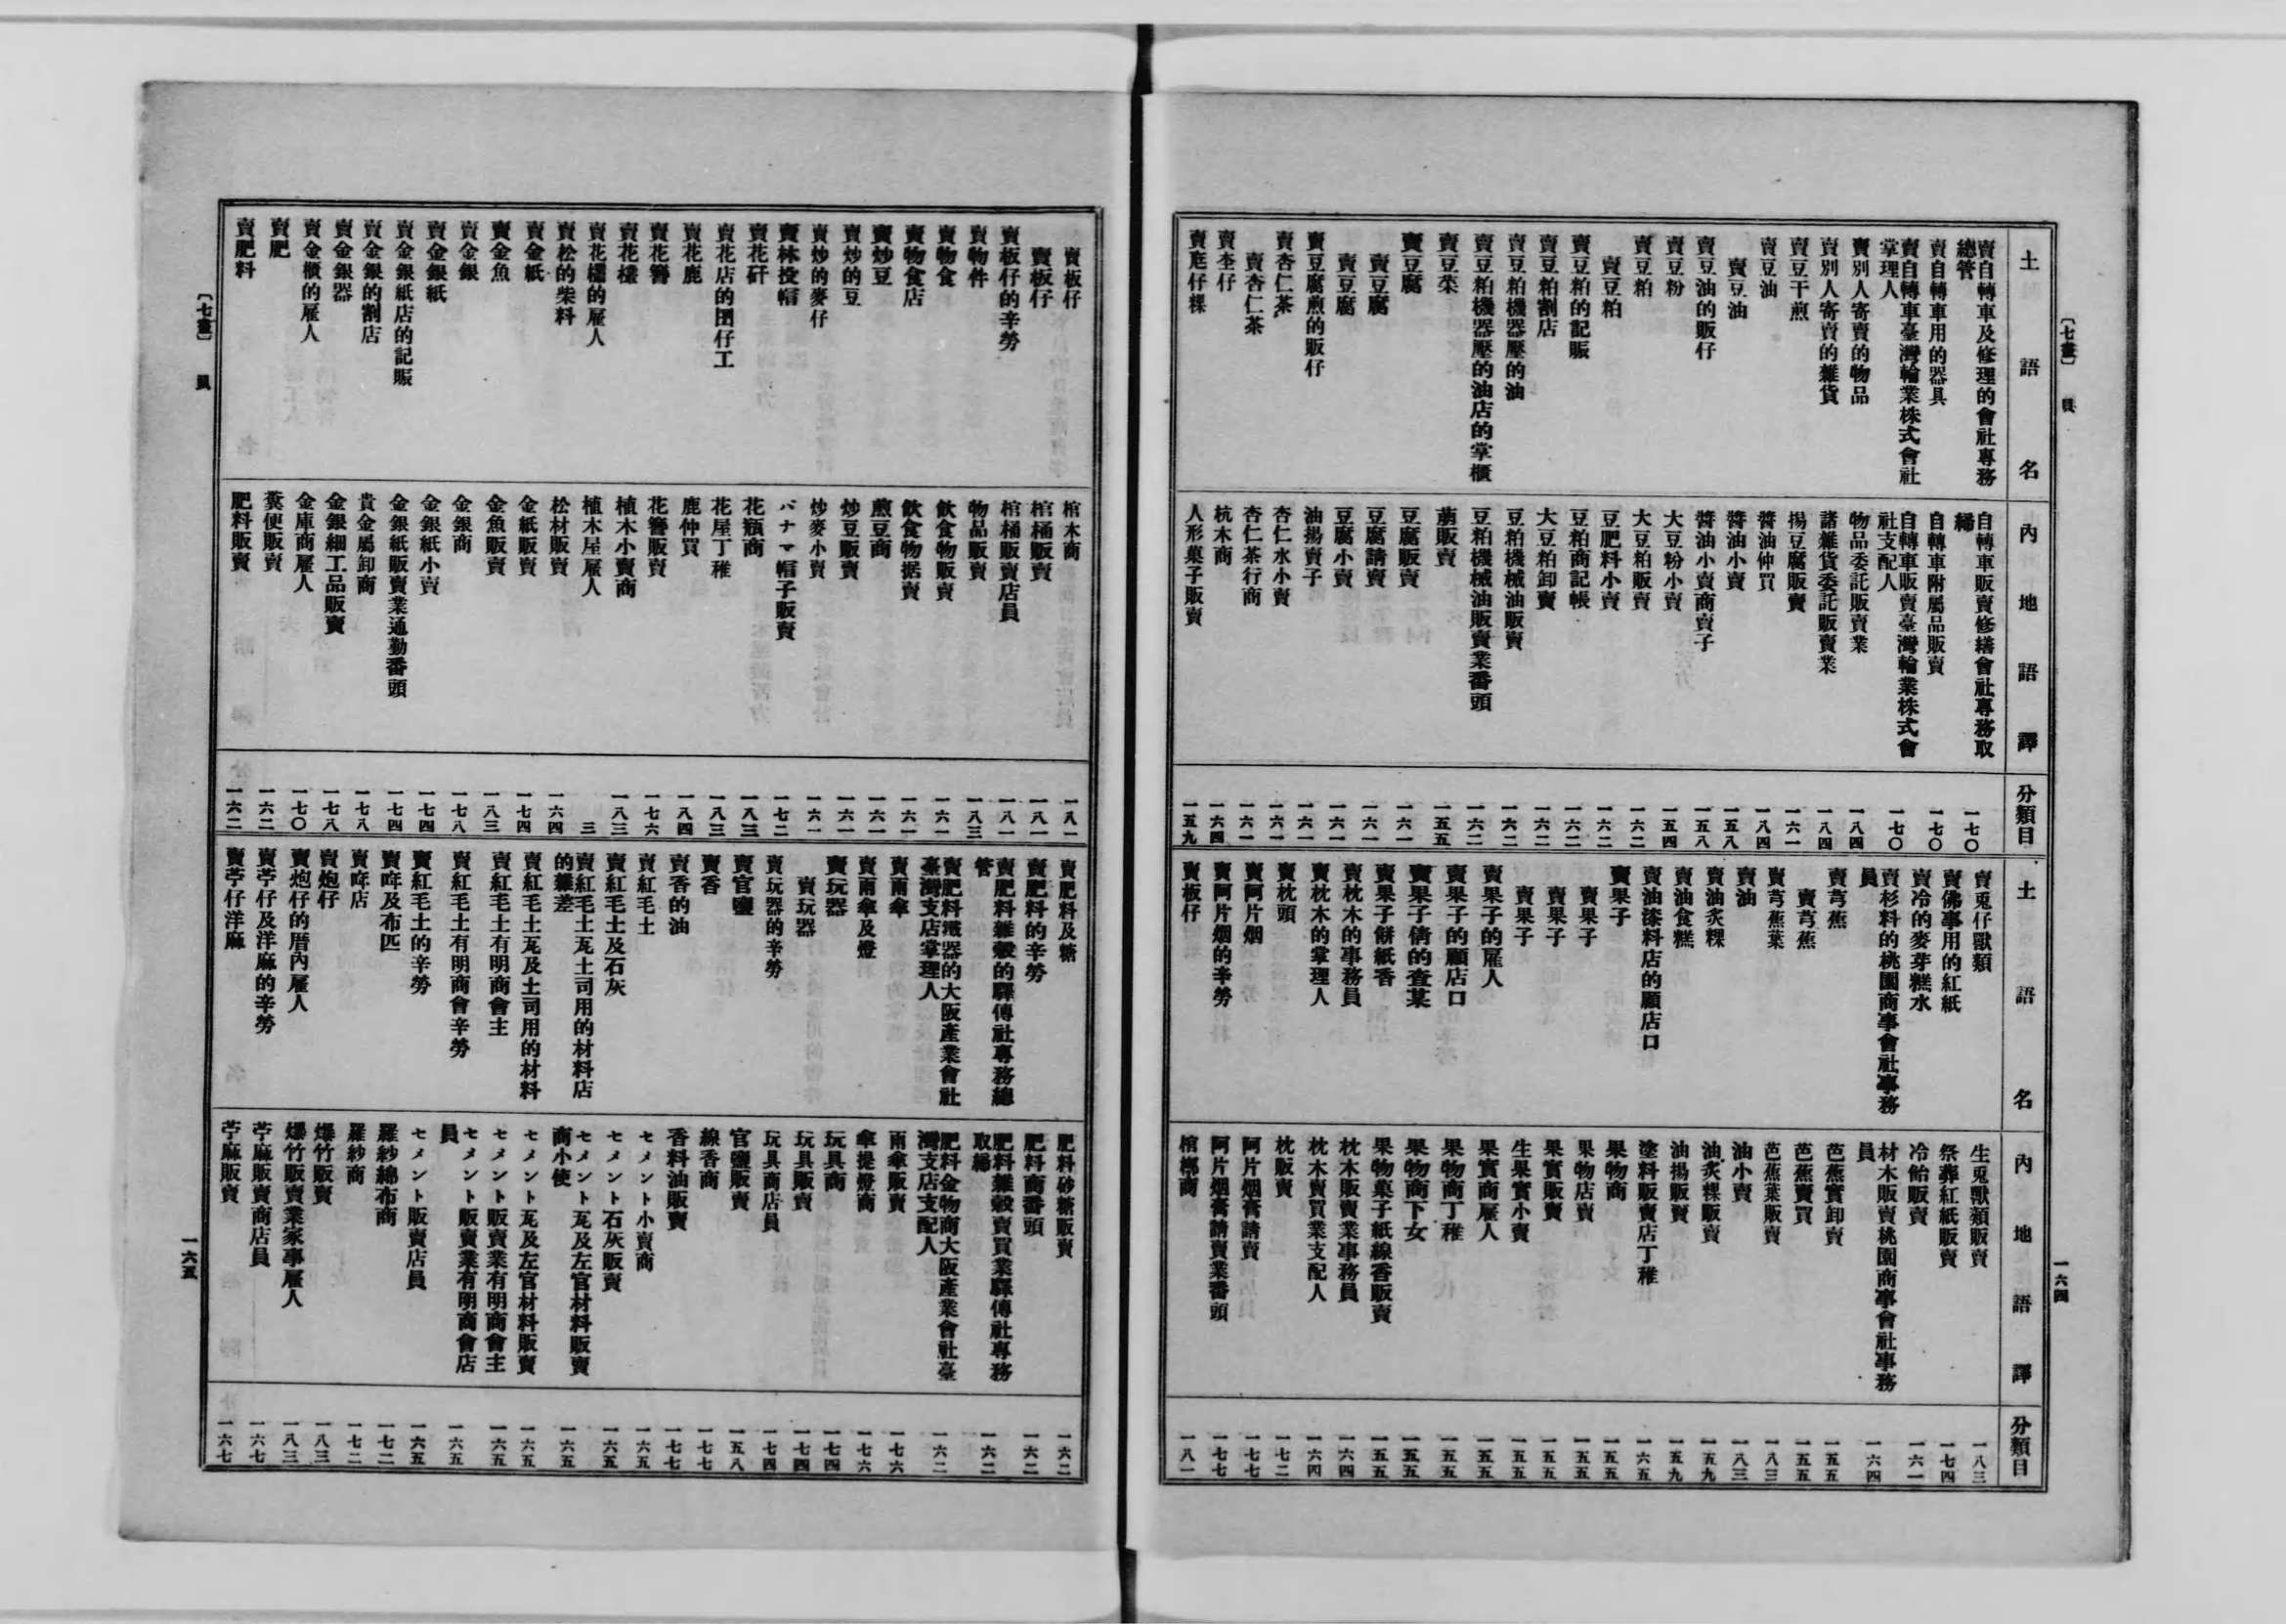 〔七畫〕 賣
一六四
土語名
內地語譯
分類目
賣自轉車及修理的會社專務總管
自轉車販賣修繕會社專務取締
一七〇
賣自轉車用的器具
自轉車附屬品販賣
一七〇
賣自轉車臺灣輪業株式會社掌理人
自轉車販賣臺灣輪業株式會社支配人
一七〇
賣別人寄賣的物品
物品委託販賣業
一八四
賣別人寄賣的雜貨
諸雜貨委託販賣業
一八四
賣豆干煎
揚豆腐販賣
一六一
賣豆油
醬油仲買
一八四
賣豆油
醬油小賣
一五八
賣豆油的販仔
醬油小賣商賣子
一五八
賣豆粉
大豆粉小賣
一五四
賣豆粕
大豆粕販賣
一六二
賣豆粕
豆肥料小賣
一六二
賣豆粕的記賬
豆粕商記帳
一六二
賣豆粕割店
大豆粕卸賣
一六二
賣豆粕機器壓的油
豆粕機械油販賣
一六二
賣豆粕機器壓的油店的掌櫃
豆粕機械油販賣業番頭
一六二
賣豆菜
萠販賣
一五五
賣豆腐
豆腐販賣
一六一
賣豆腐
豆腐請賣
一六一
賣豆腐
豆腐小賣
一六一
賣豆腐煎的販仔
油揚賣子
一六一
賣杏仁茶
杏仁水小賣
一六一
賣杏仁茶
杏仁茶行商
一六一
賣杢仔
杭木商
一六四
賣尪仔粿
人形菓子販賣
一五九
土語名
內地語譯
分類目
賣兎仔獸類
生兎獸類販賣
一八三
賣佛事用的紅紙
祭葬紅紙販賣
一七四
賣冷的麥芽糕水
冷飴販賣
一六一
賣杉料的桃園商事會社事務員
材木販賣桃園商事會社事務員
一六四
賣芎蕉
芭蕉實卸賣
一五五
賣芎蕉
芭蕉賣買
一五五
賣芎蕉葉
芭蕉葉販賣
一八三
賣油
油小賣
一八三
賣油炙粿
油炙粿販賣
一五九
賣油食糕
油揚販賣
一五九
賣油漆料店的顧店口
塗料販賣店丁稚
一六五
賣果子
果物商
一五五
賣果子
果物店賣
一五五
賣果子
果實販賣
一五五
賣果子
生果實小賣
一五五
賣果子的雇人
果實商雇人
一五五
賣果子的顧店口
果物商丁稚
一五五
賣果子倩的查某
果物商下女
一五五
賣果子餅紙香
果物菓子紙線香販賣
一五五
賣枕木的事務員
枕木販賣業事務員
一六四
賣枕木的掌理人
枕木賣買業支配人
一六四
賣枕頭
枕販賣
一七二
賣阿片烟
阿片烟膏請賣
一七七
賣阿片烟的辛勞
阿片烟膏請賣業番頭
一七七
賣板仔
棺槨商
一八一
〔七畫〕 賣
一六五
賣板仔
棺木商
一八一
賣板仔
棺桶販賣
一八一
賣板仔的辛勞
棺桶販賣店員
一八一
賣物件
物品販賣
一八三
賣物食
飮食物販賣
一六一
賣物食店
飮食物据賣
一六一
賣炒豆
煎豆商
一六一
賣炒的豆
炒豆販賣
一六一
賣炒的麥仔
炒麥小賣
一六一
賣林投帽
パナマ帽子販賣
一七二
賣花矸
花瓶商
一八三
賣花店的囝仔工
花屋丁稚
一八三
賣花鹿
鹿仲買
一八四
賣花簪
花簪販賣
一七六
賣花欉
植木小賣商
一八三
賣花欉的雇人
植木屋雇人
三
賣松的柴料
松材販賣
一六四
賣金紙
金紙販賣
一七四
賣金魚
金魚販賣
一八三
賣金銀
金銀商
一七八
賣金銀紙
金銀紙小賣
一七四
賣金銀紙店的記賬
金銀紙販賣業通勤番頭
一七四
賣金銀的割店
貴金屬卸商
一七八
賣金銀器
金銀細工品販賣
一七八
賣金櫃的雇人
金庫商雇人
一七〇
賣肥
糞便販賣
一六二
賣肥料
肥料販賣
一六二
賣肥料及糖
肥料砂糖販賣
一六二
賣肥料的辛勞
肥料商番頭
一六二
賣肥料雜穀的驛傳社專務總管
肥料雜穀賣買業驛傳社專務取締
一六二
賣肥料鐵器的大阪產業會社臺灣支店掌理人
肥料金物商大阪產業會社臺灣支店支配人
一六二
賣雨傘
雨傘販賣
一七六
賣雨傘及燈
傘提燈商
一七六
賣玩器
玩具商
一七四
賣玩器
玩具販賣
一七四
賣玩器的辛勞
玩具商店員
一七四
賣官鹽
官鹽販賣
一五八
賣香
線香商
一七七
賣香的油
香料油販賣
一七七
賣紅毛土
セメント小賣商
一六五
賣紅毛土及石灰
セメント石灰販賣
一六五
賣紅毛土瓦土司用的材料店的雜差
セメント瓦及左官材料販賣商小使
一六五
賣紅毛土瓦及土司用的材料
セメント瓦及左官材料販賣
一六五
賣紅毛土有明商會主
セメント販賣業有明商會主
一六五
賣紅毛土有明商會辛勞
セメント販賣業有明商會店員
一六五
賣紅毛土的辛勞
セメント販賣店員
一六五
賣哖及布匹
羅紗綿布商
一七二
賣哖店
羅紗商
一七二
賣炮仔
爆竹販賣
一八三
賣炮仔的厝內雇人
爆竹販賣業家事雇人
一八三
賣苧仔及洋麻的辛勞
苧麻販賣商店員
一六七
賣苧仔洋麻
苧麻販賣
一六七